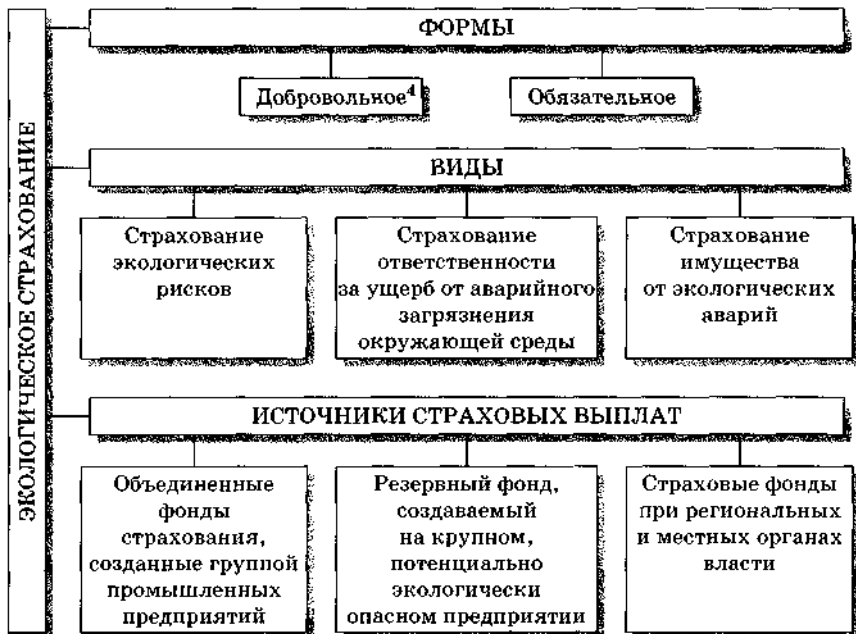 ЭКОЛОГИЧЕСКОЕ СТРАХОВАНИЕ
ФОРМЫ
Добровольное⁴
Обязательное
ВИДЫ
Страхование
экологических
рисков
Страхование
ответственности
за ущерб от аварийного
загрязнения
окружающей среды
Страхование
имущества
от экологических
аварий
ИСТОЧНИКИ СТРАХОВЫХ ВЫПЛАТ
Объединенные
фонды
страхования,
созданные группой
промышленных
предприятий
Резервный фонд,
создаваемый
на крупном,
потенциально
экологически
опасном предприятии
Страховые фонды
при региональных
и местных органах
власти